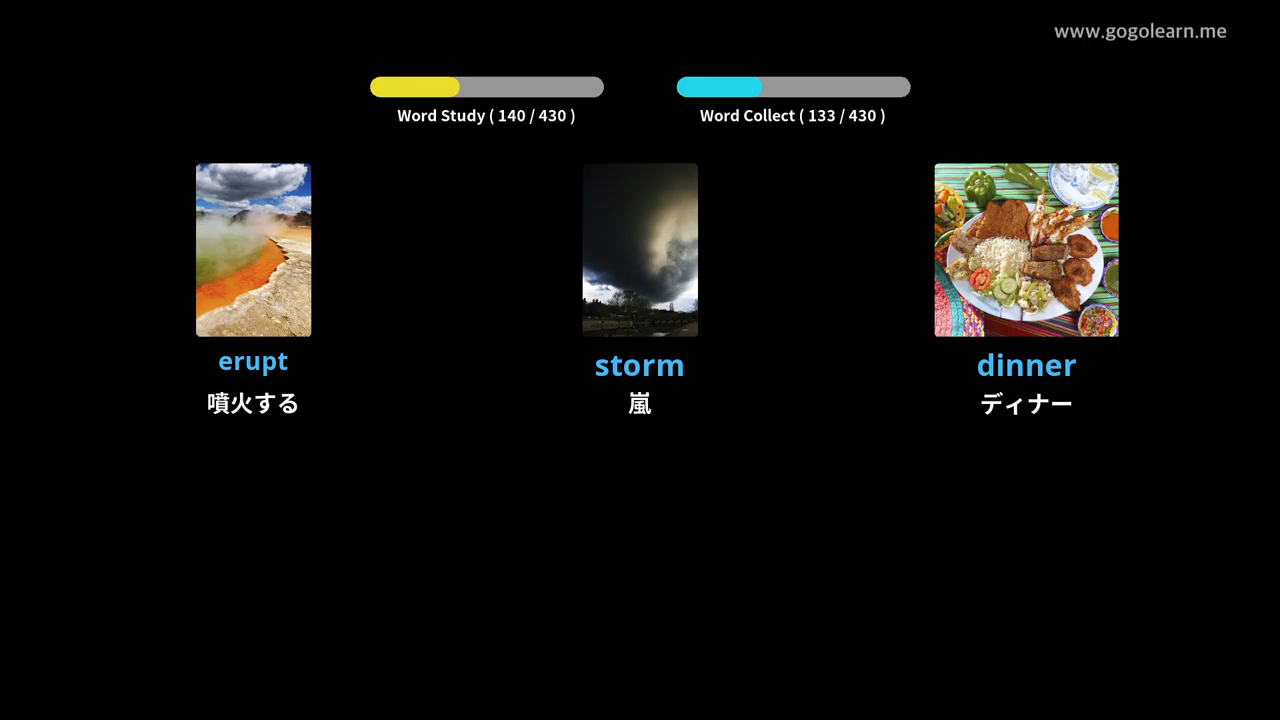 www.gogolearn.me
Word Study ( 140 / 430 )
Word Collect ( 133 / 430 )
erupt
噴火する
storm
嵐
dinner
ディナー